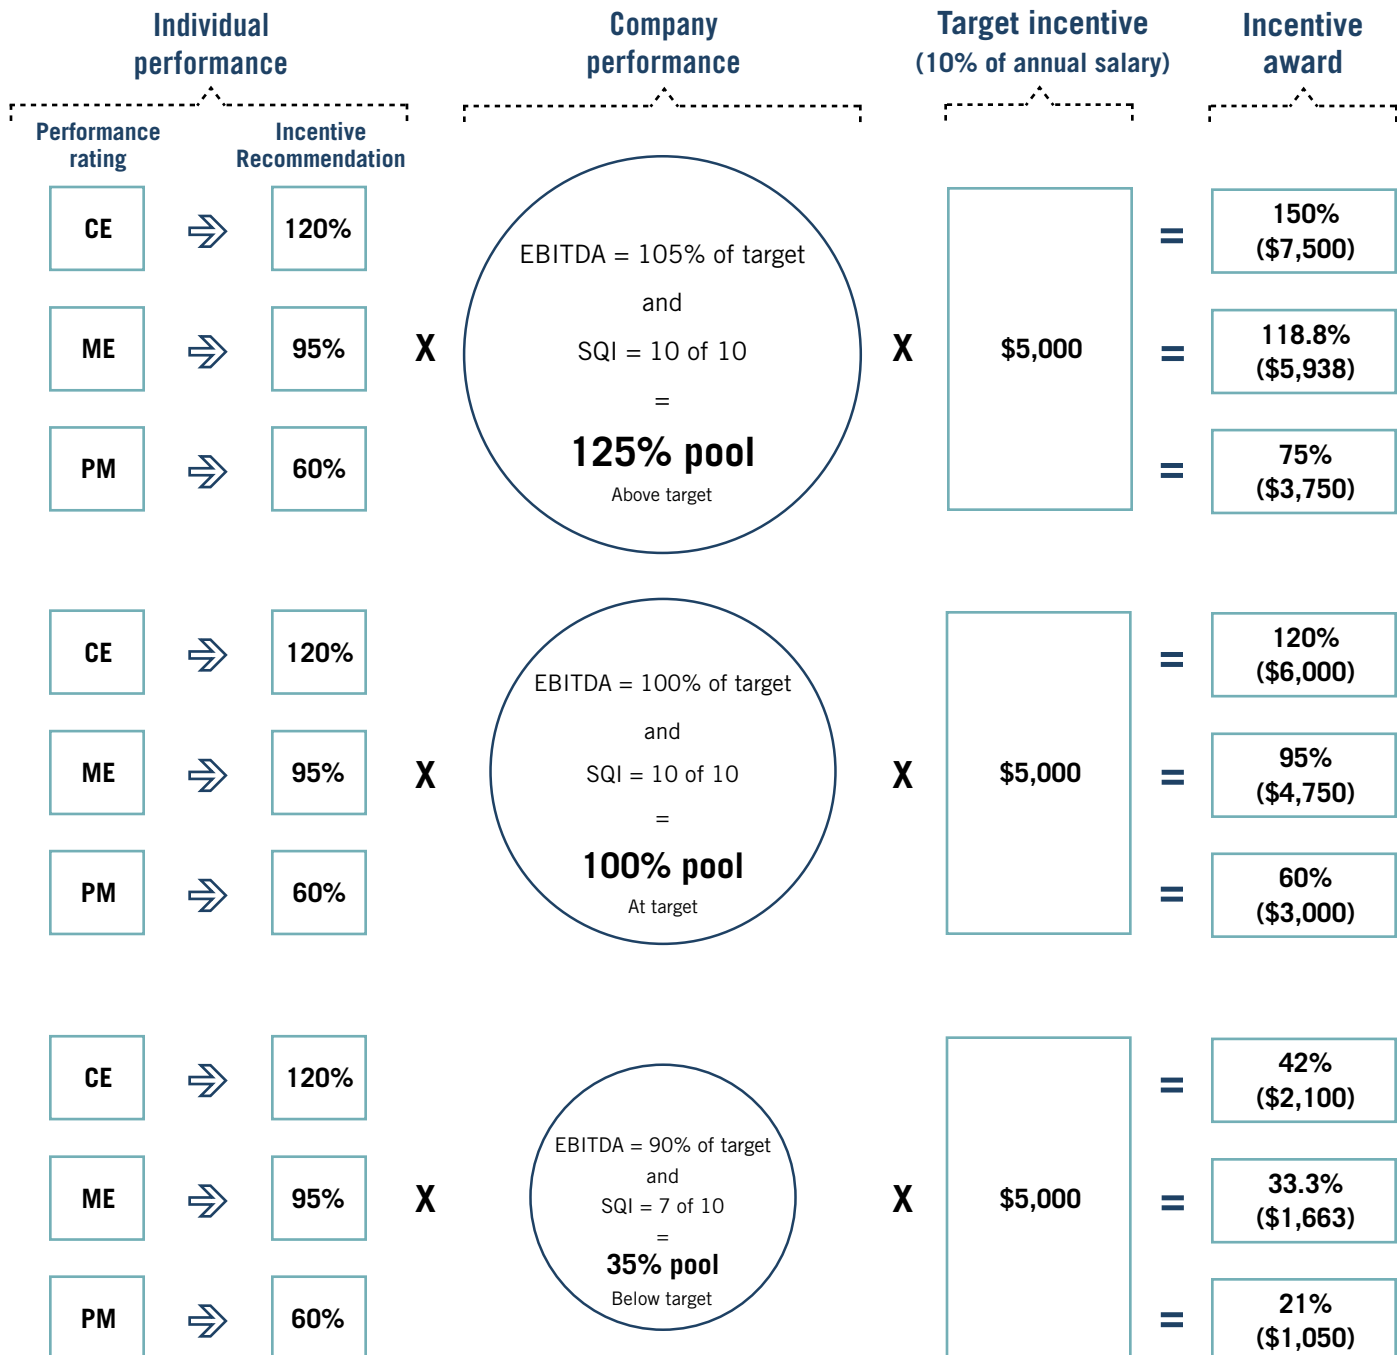 Individual
performance
Company
performance
Target incentive
(10% of annual salary)
Incentive
award
Performance
rating
Incentive
Recommendation
CE
120%
ME
95%
PM
60%
X
EBITDA = 105% of target
and
SQI = 10 of 10
=
125% pool
Above target
X
$5,000
=
150%
($7,500)
=
118.8%
($5,938)
=
75%
($3,750)
CE
120%
ME
95%
PM
60%
X
EBITDA = 100% of target
and
SQI = 10 of 10
=
100% pool
At target
X
$5,000
=
120%
($6,000)
=
95%
($4,750)
=
60%
($3,000)
CE
120%
ME
95%
PM
60%
X
EBITDA = 90% of target
and
SQI = 7 of 10
=
35% pool
Below target
X
$5,000
=
42%
($2,100)
=
33.3%
($1,663)
=
21%
($1,050)